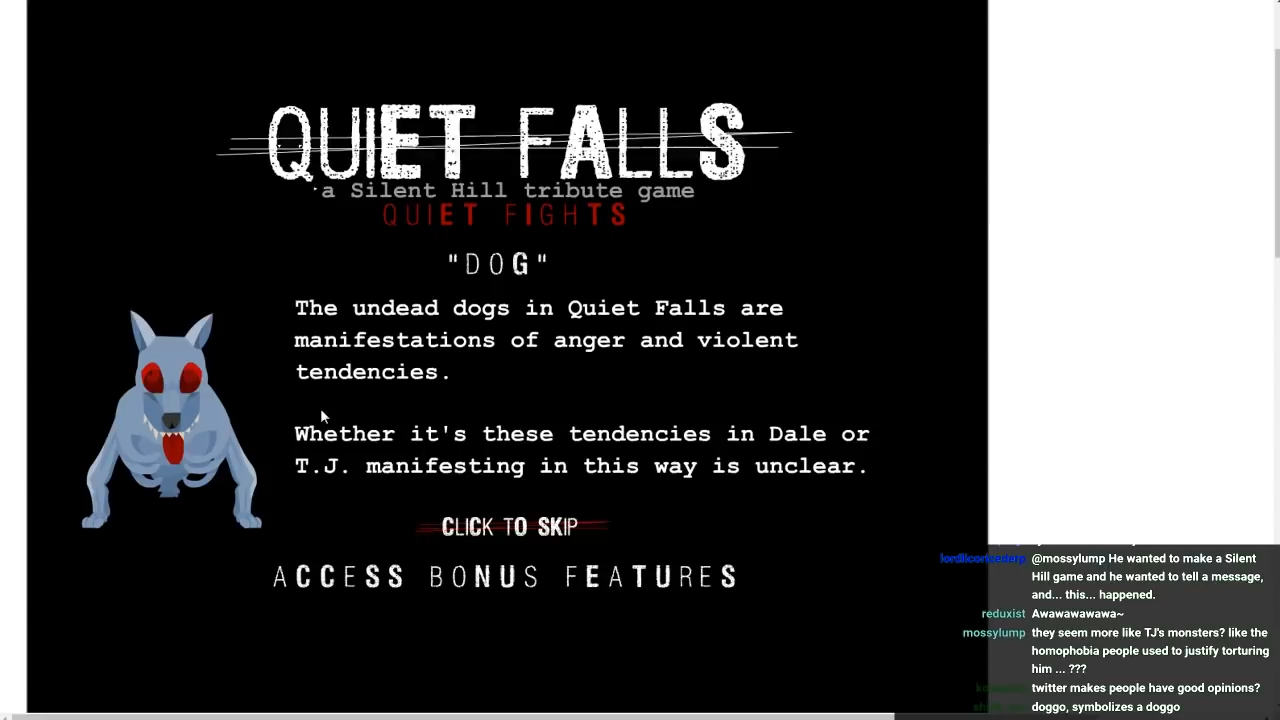 QUIET FALLS
a Silent Hill tribute game
QUIET FIGHTS
"DOG"
The undead dogs in Quiet Falls are
manifestations of anger and violent
tendencies.
Whether it's these tendencies in Dale or
T.J. manifesting in this way is unclear.
CLICK TO SKIP
ACCESS BONUS FEATURES
@mossylump He wanted to make a Silent
Hill game and he wanted to tell a message,
and... this... happened.
reduxist Awawawawawa~
mossylump they seem more like TJ's monsters? like the
homophobia people used to justify torturing
him ... ???
twitter makes people have good opinions?
doggo, symbolizes a doggo